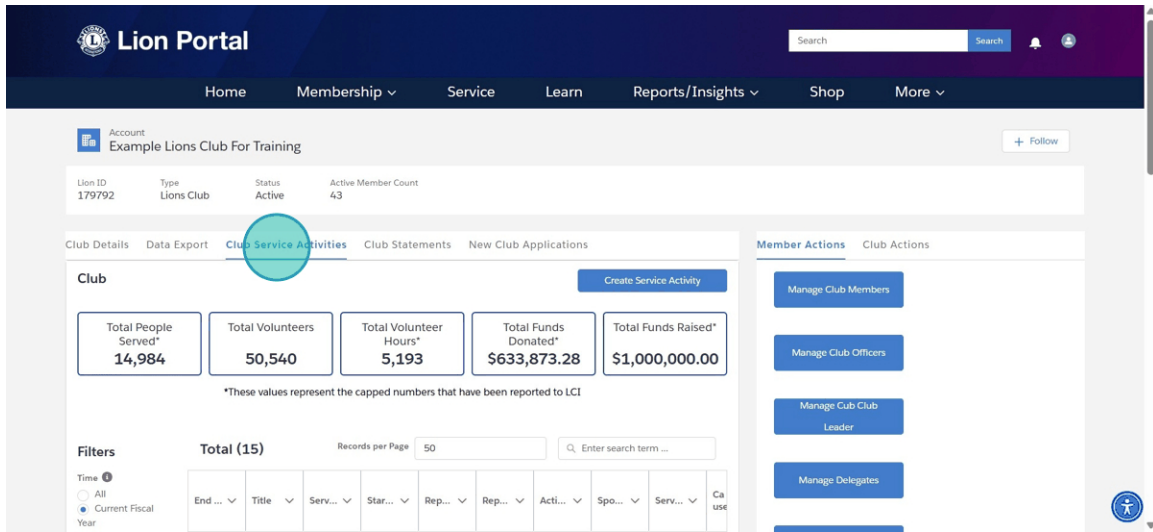 Lion Portal
Search
Search
Home Membership Service Learn Reports/Insights Shop More
Account
Example Lions Club For Training
+ Follow
Lion ID Type Status Active Member Count
179792 Lions Club Active 43
Club Details Data Export Club Service Activities Club Statements New Club Applications
Member Actions Club Actions
Club
Create Service Activity
Manage Club Members
Total People Served*
14,984
Total Volunteers
50,540
Total Volunteer Hours*
5,193
Total Funds Donated*
$633,873.28
Total Funds Raised*
$1,000,000.00
Manage Club Officers
*These values represent the capped numbers that have been reported to LCI
Manage Cub Club
Leader
Filters
Total (15)
Records per Page 50
Enter search term ...
Manage Delegates
Time
All
Current Fiscal
Year
End ... Title Serv... Star... Rep... Rep... Acti... Spo... Serv... Ca
use